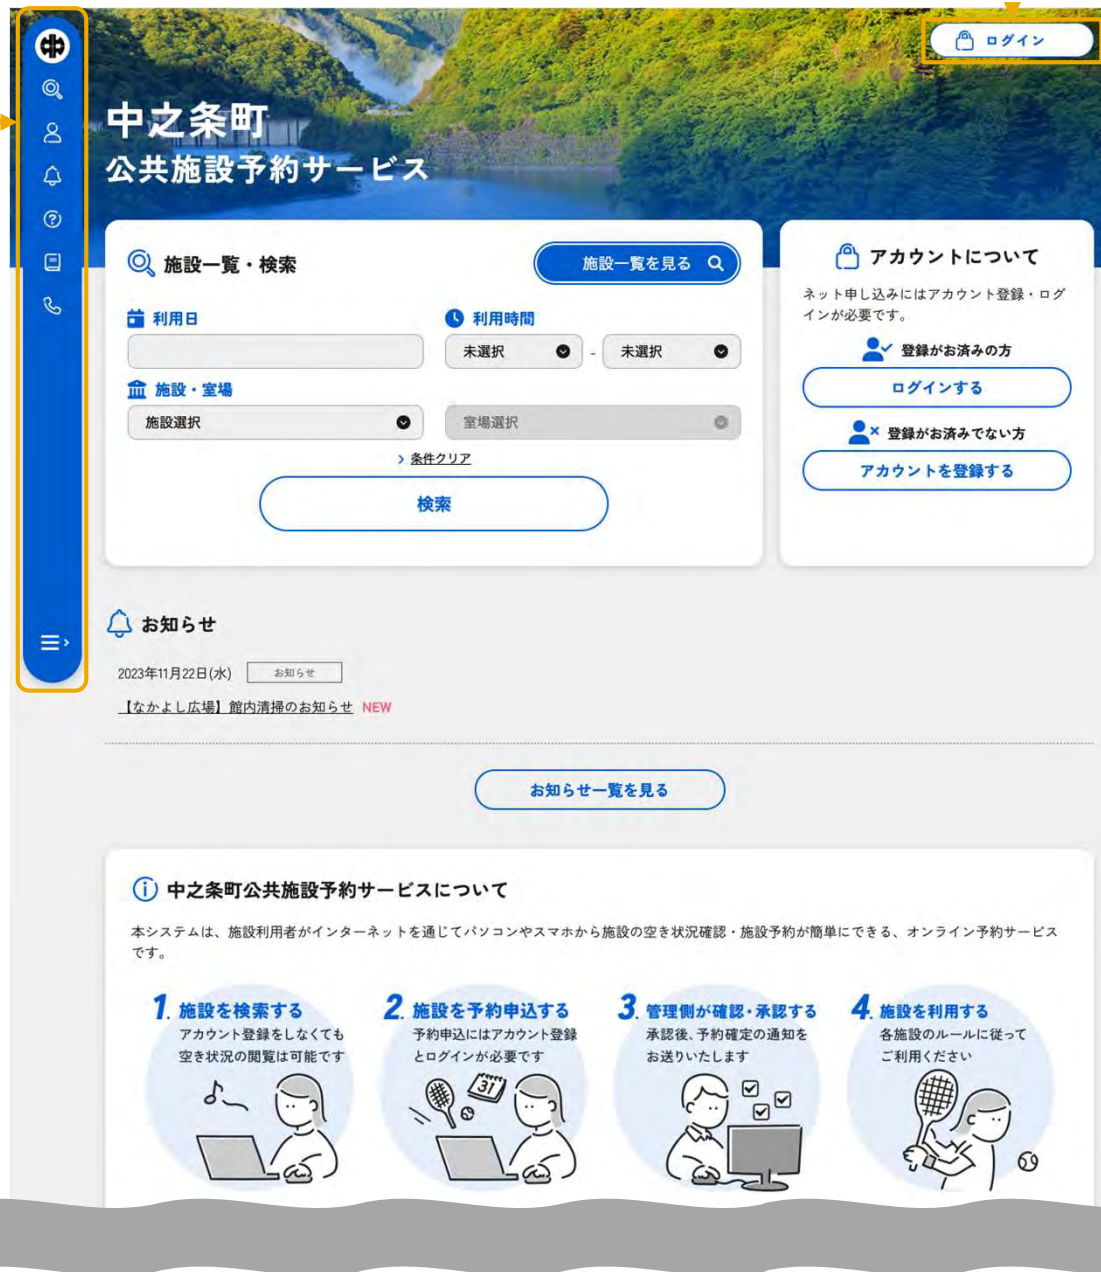 ログイン
中之条町
公共施設予約サービス
施設一覧・検索
施設一覧を見る
利用日
利用時間
未選択 - 未選択
施設・室場
施設選択
室場選択
条件クリア
検索
アカウントについて
ネット申し込みにはアカウント登録・ログ
インが必要です。
登録がお済みの方
ログインする
登録がお済みでない方
アカウントを登録する
お知らせ
2023年11月22日(水) お知らせ
【なかよし広場】館内清掃のお知らせ NEW
お知らせ一覧を見る
中之条町公共施設予約サービスについて
本システムは、施設利用者がインターネットを通じてパソコンやスマホから施設の空き状況確認・施設予約が簡単にできる、オンライン予約サービス
です。
1. 施設を検索する
アカウント登録をしなくても
空き状況の閲覧は可能です
2. 施設を予約申込する
予約申込にはアカウント登録
とログインが必要です
31
3. 管理側が確認・承認する
承認後、予約確定の通知を
お送りいたします
4. 施設を利用する
各施設のルールに従って
ご利用ください